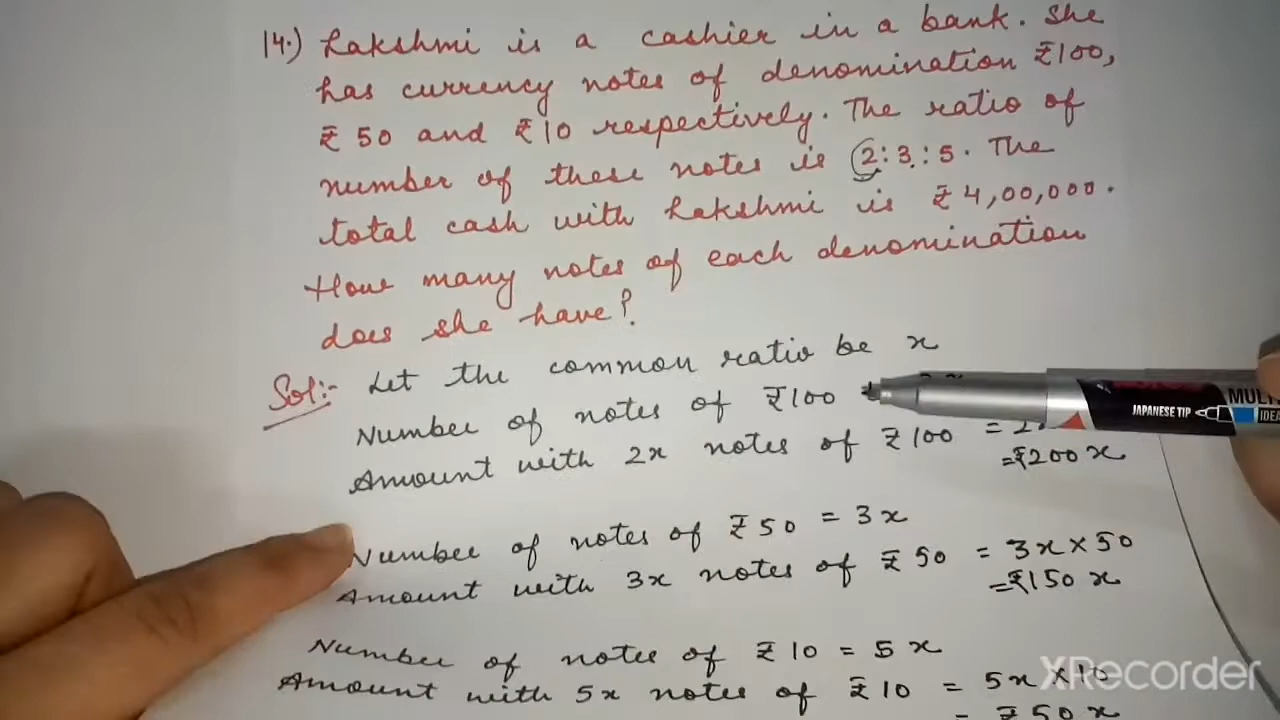 14.) Lakshmi is a cashier in a bank. She
has currency notes of denomination ₹100,
₹ 50 and ₹10 respectively. The ratio of
number of these notes is 2:3:5. The
total cash with Lakshmi is ₹ 4,00,000.
How many notes of each denomination
does she have?
Sol:- Let the common ratio be x
Number of notes of ₹100
Amount with 2x notes of ₹100 =
=₹200x
Number of notes of ₹50 = 3x
Amount with 3x notes of ₹50 = 3x×50
=₹150x
Number of notes of ₹10 = 5x
Amount with 5x notes of ₹10 = 5x×10
= ₹50x
JAPANESE TIP
XRecorder